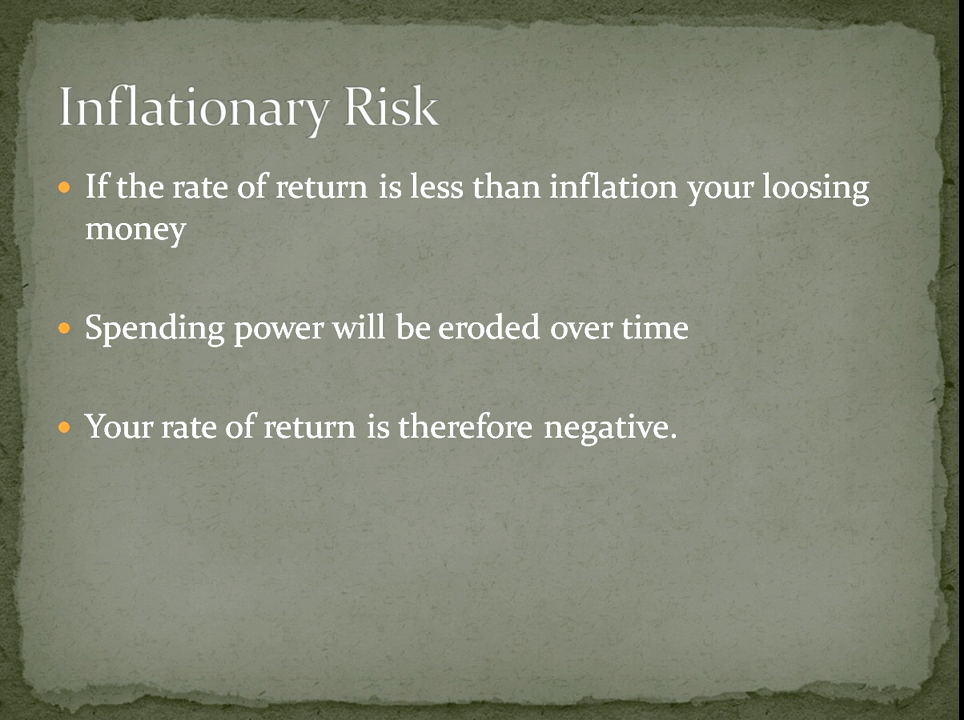 Inflationary Risk
If the rate of return is less than inflation your loosing
money
Spending power will be eroded over time
Your rate of return is therefore negative.